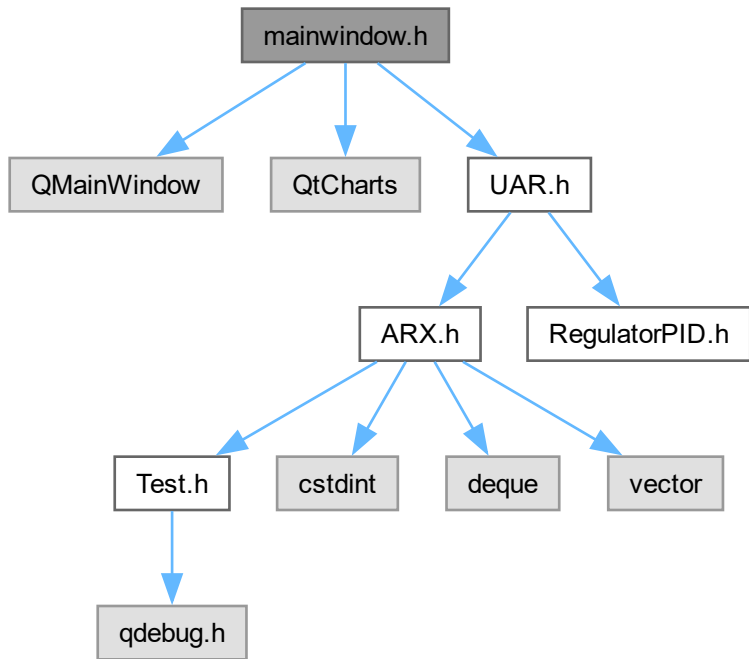 mainwindow.h
QMainWindow
QtCharts
UAR.h
ARX.h
RegulatorPID.h
Test.h
cstdint
deque
vector
qdebug.h